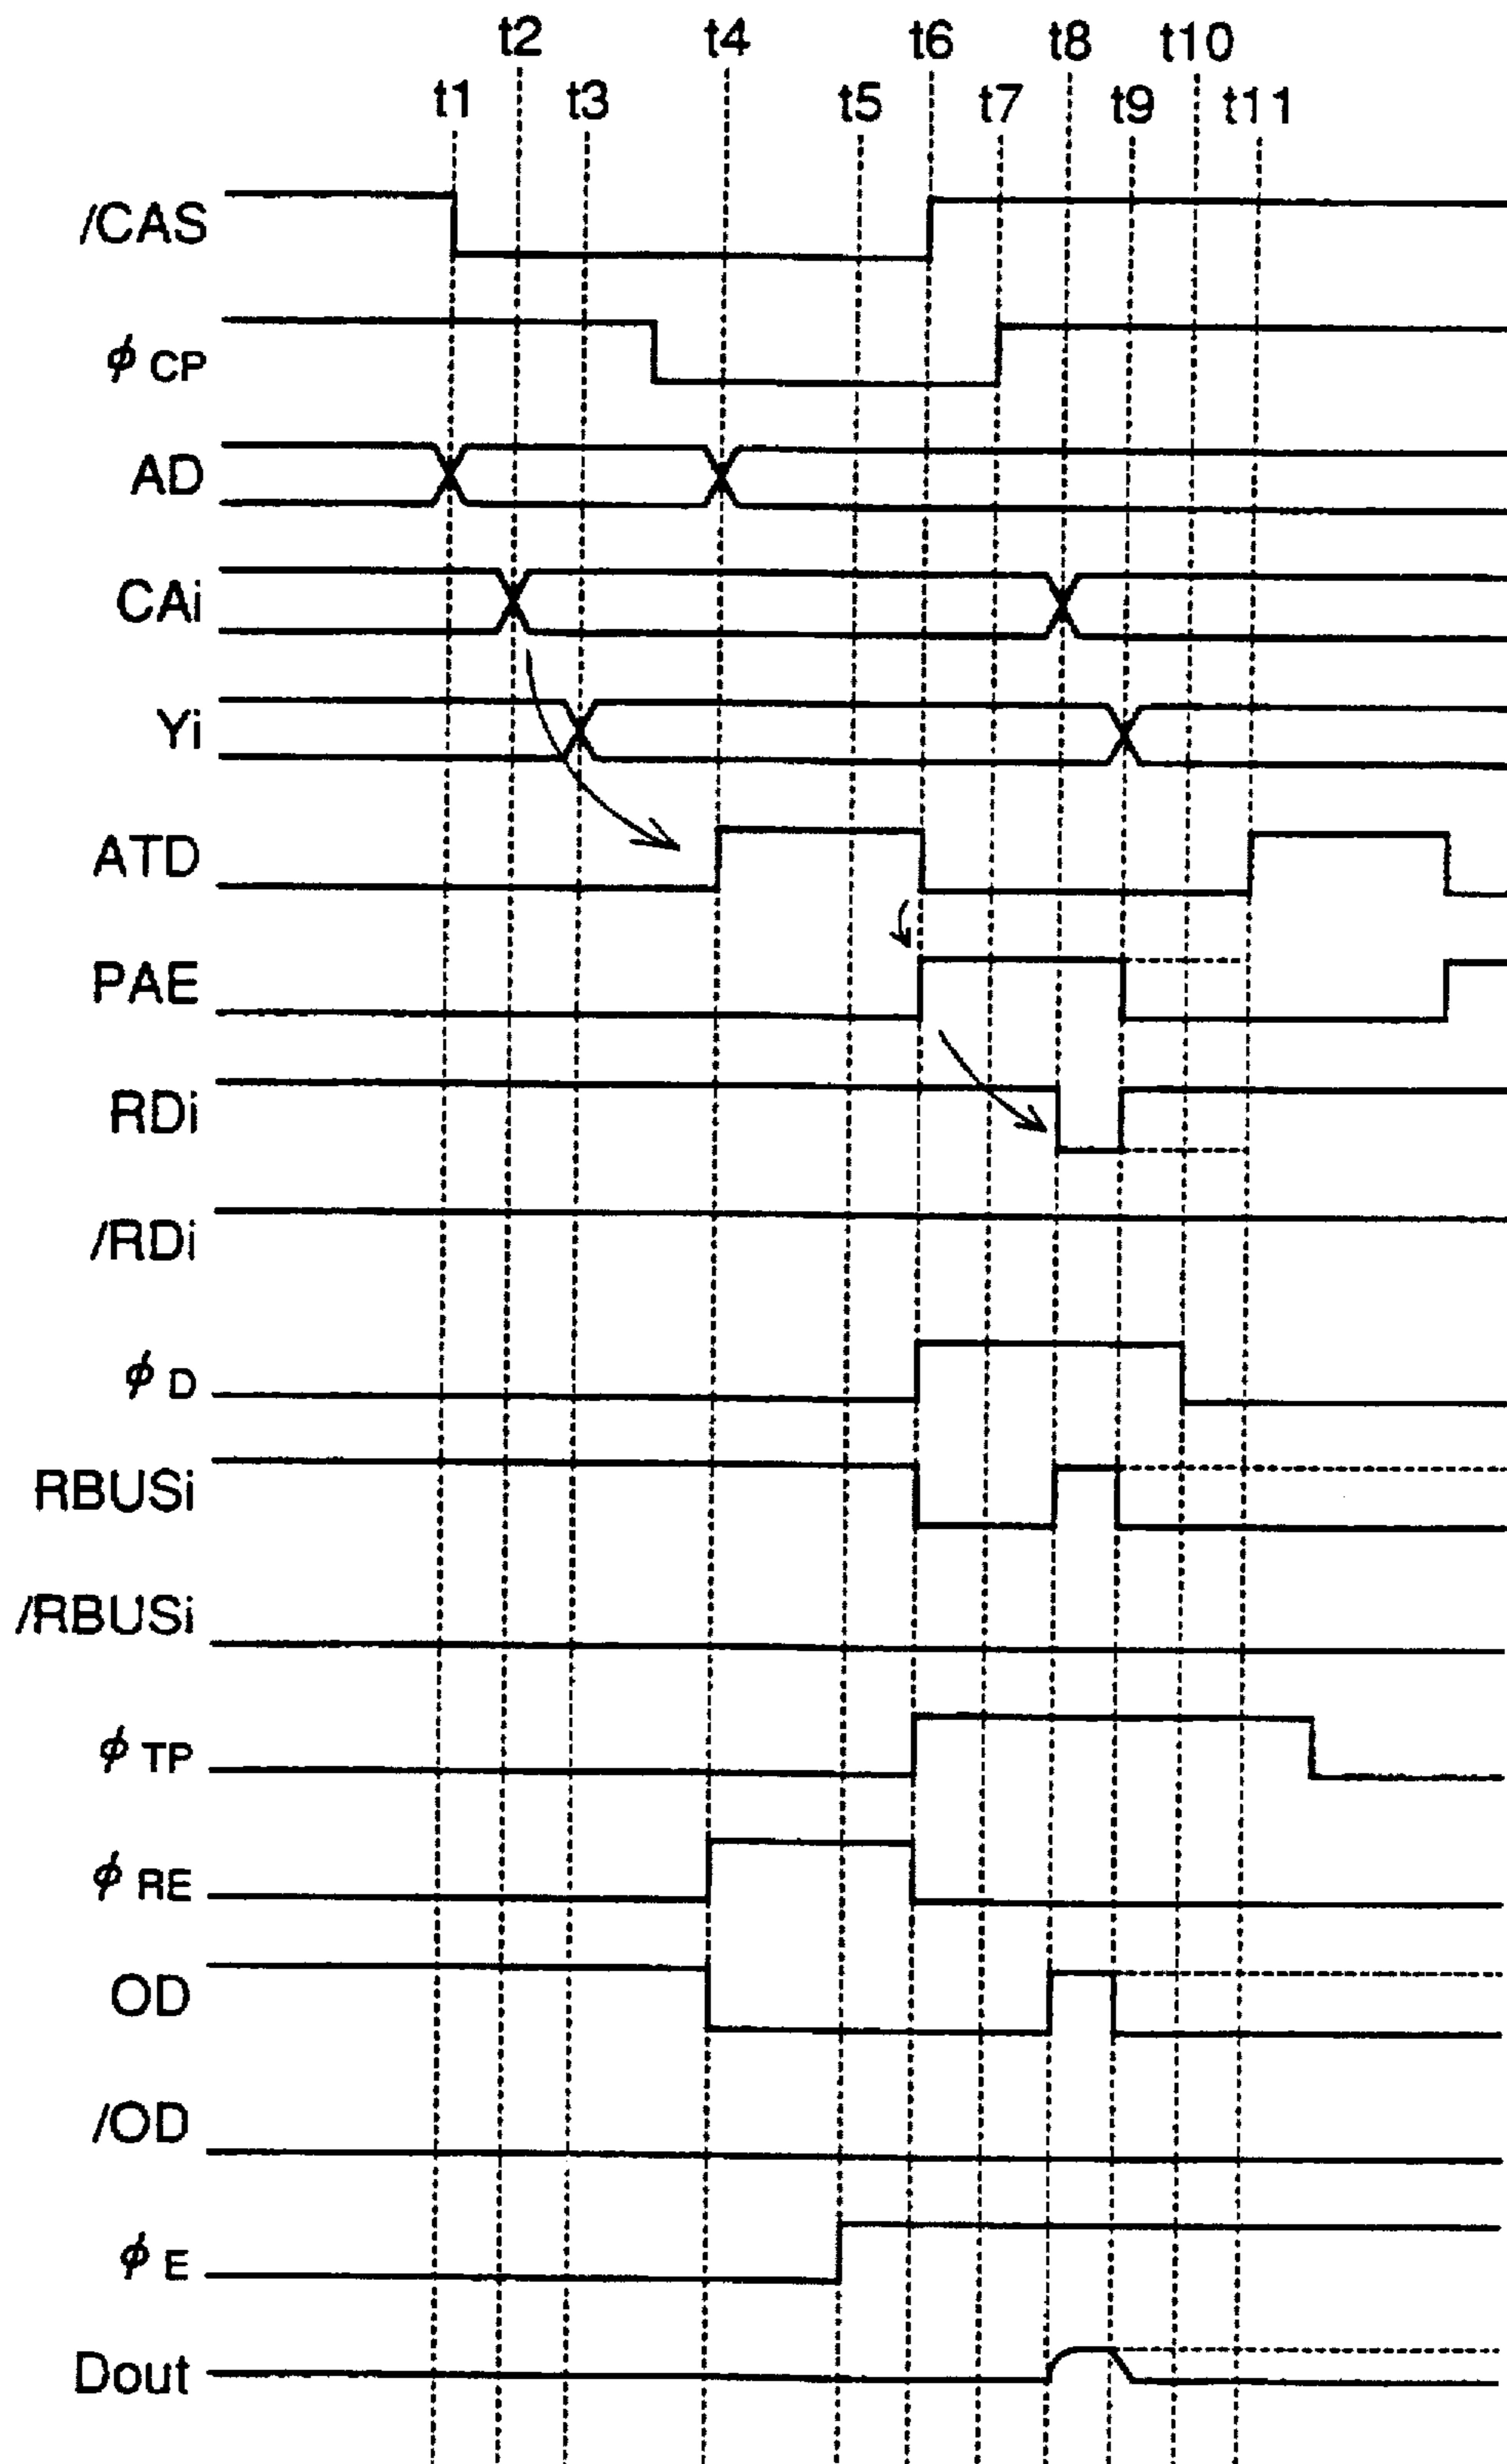 t2 t4 t6 t8 t10
t1 t3 t5 t7 t9 t11
/CAS
ϕ CP
AD
CAi
Yi
ATD
PAE
RDi
/RDi
ϕ D
RBUSi
/RBUSi
ϕ TP
ϕ RE
OD
/OD
ϕ E
Dout